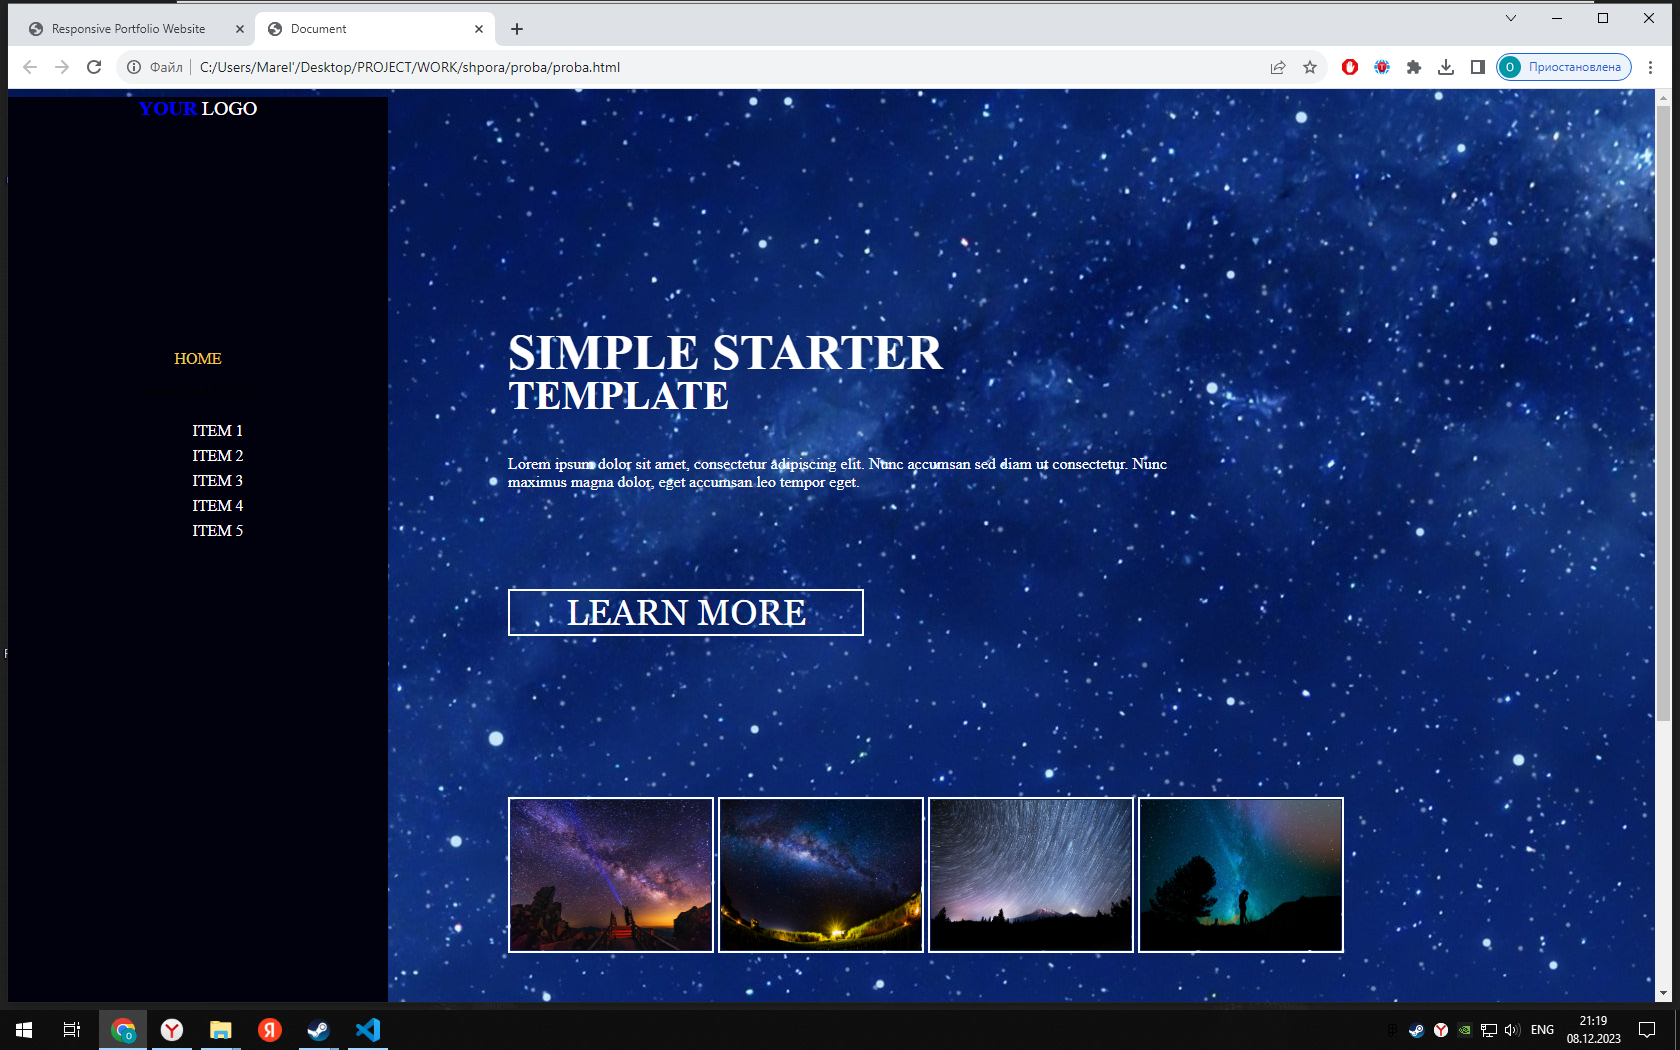 Responsive Portfolio Website
Document
Файл
C:/Users/Marel'/Desktop/PROJECT/WORK/shpora/proba/proba.html
O
Приостановлена
YOUR LOGO
HOME
ITEM 1
ITEM 2
ITEM 3
ITEM 4
ITEM 5
SIMPLE STARTER
TEMPLATE
Lorem ipsum dolor sit amet, consectetur adipiscing elit. Nunc accumsan sed diam ut consectetur. Nunc
maximus magna dolor, eget accumsan leo tempor eget.
LEARN MORE
ENG
21:19
08.12.2023